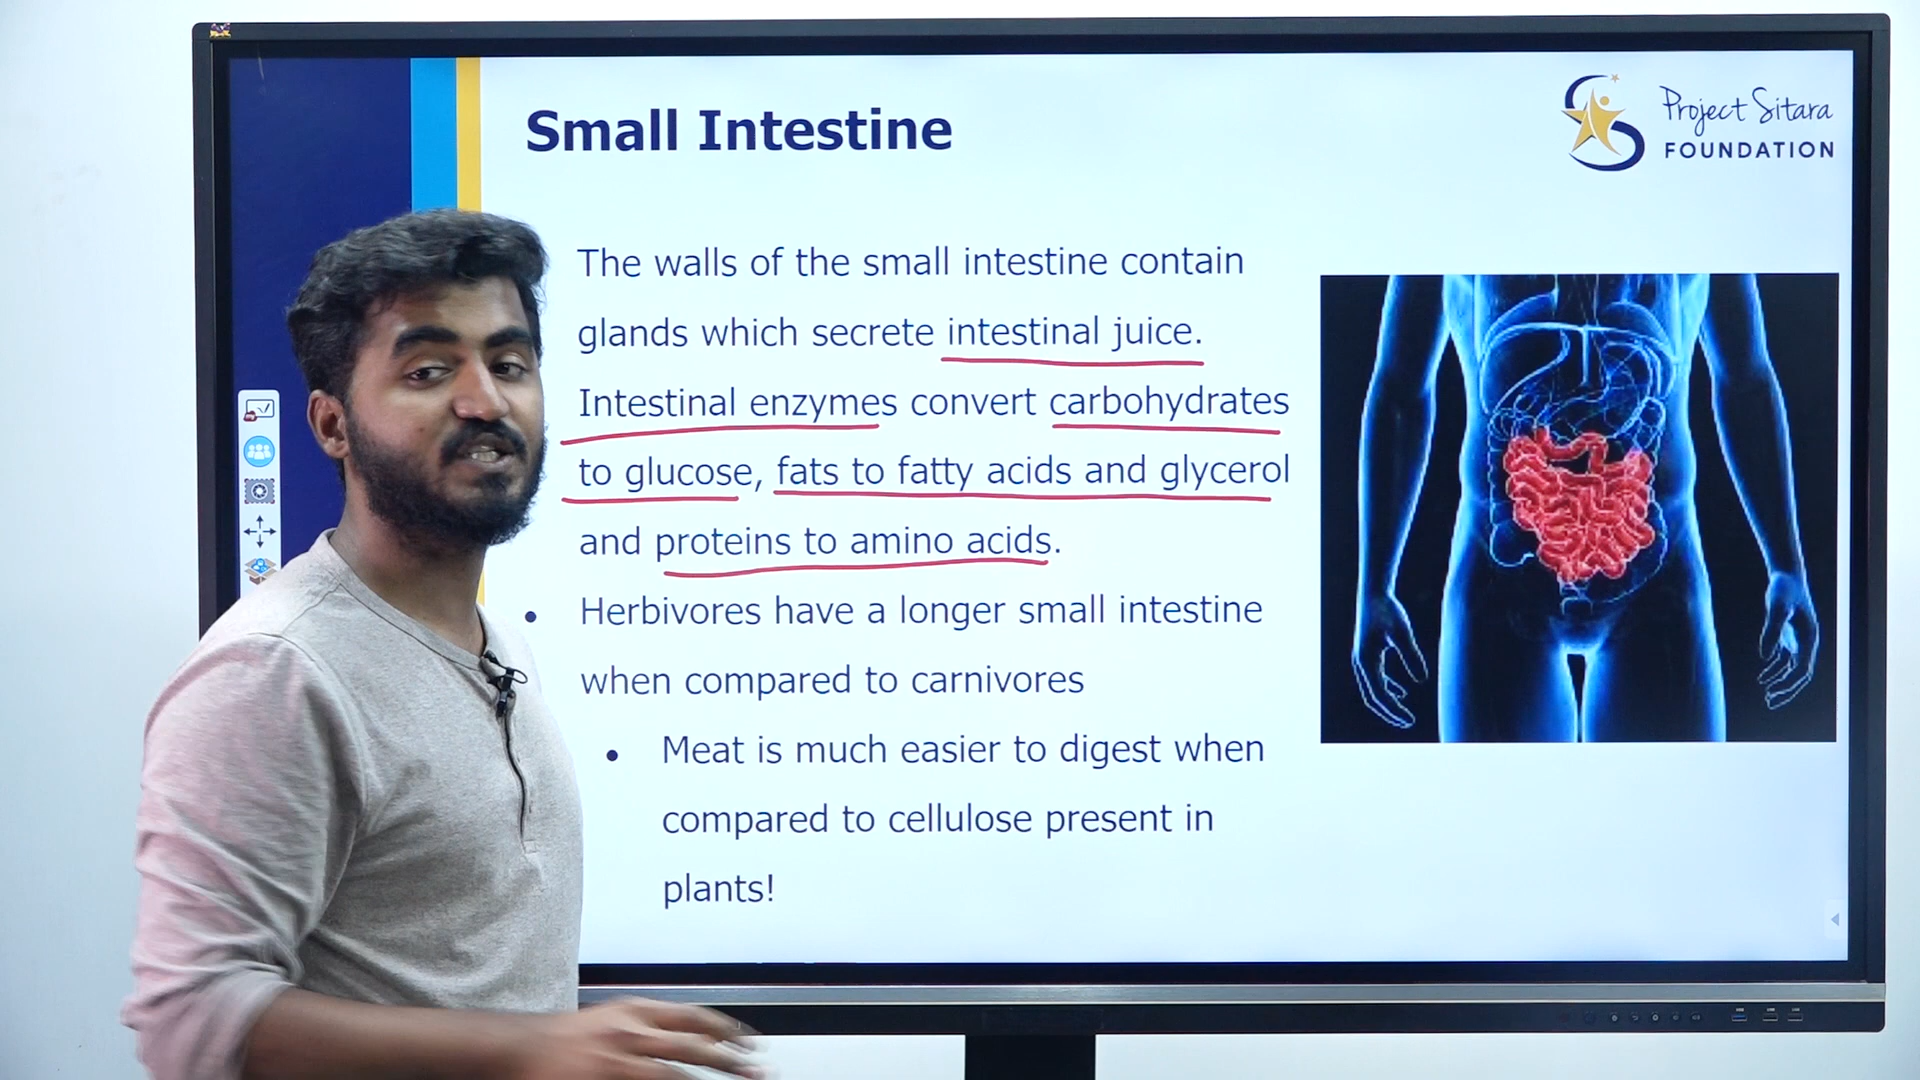 Small Intestine
Project Sitara
FOUNDATION
The walls of the small intestine contain
glands which secrete intestinal juice.
Intestinal enzymes convert carbohydrates
to glucose, fats to fatty acids and glycerol
and proteins to amino acids.
• Herbivores have a longer small intestine
when compared to carnivores
• Meat is much easier to digest when
compared to cellulose present in
plants!